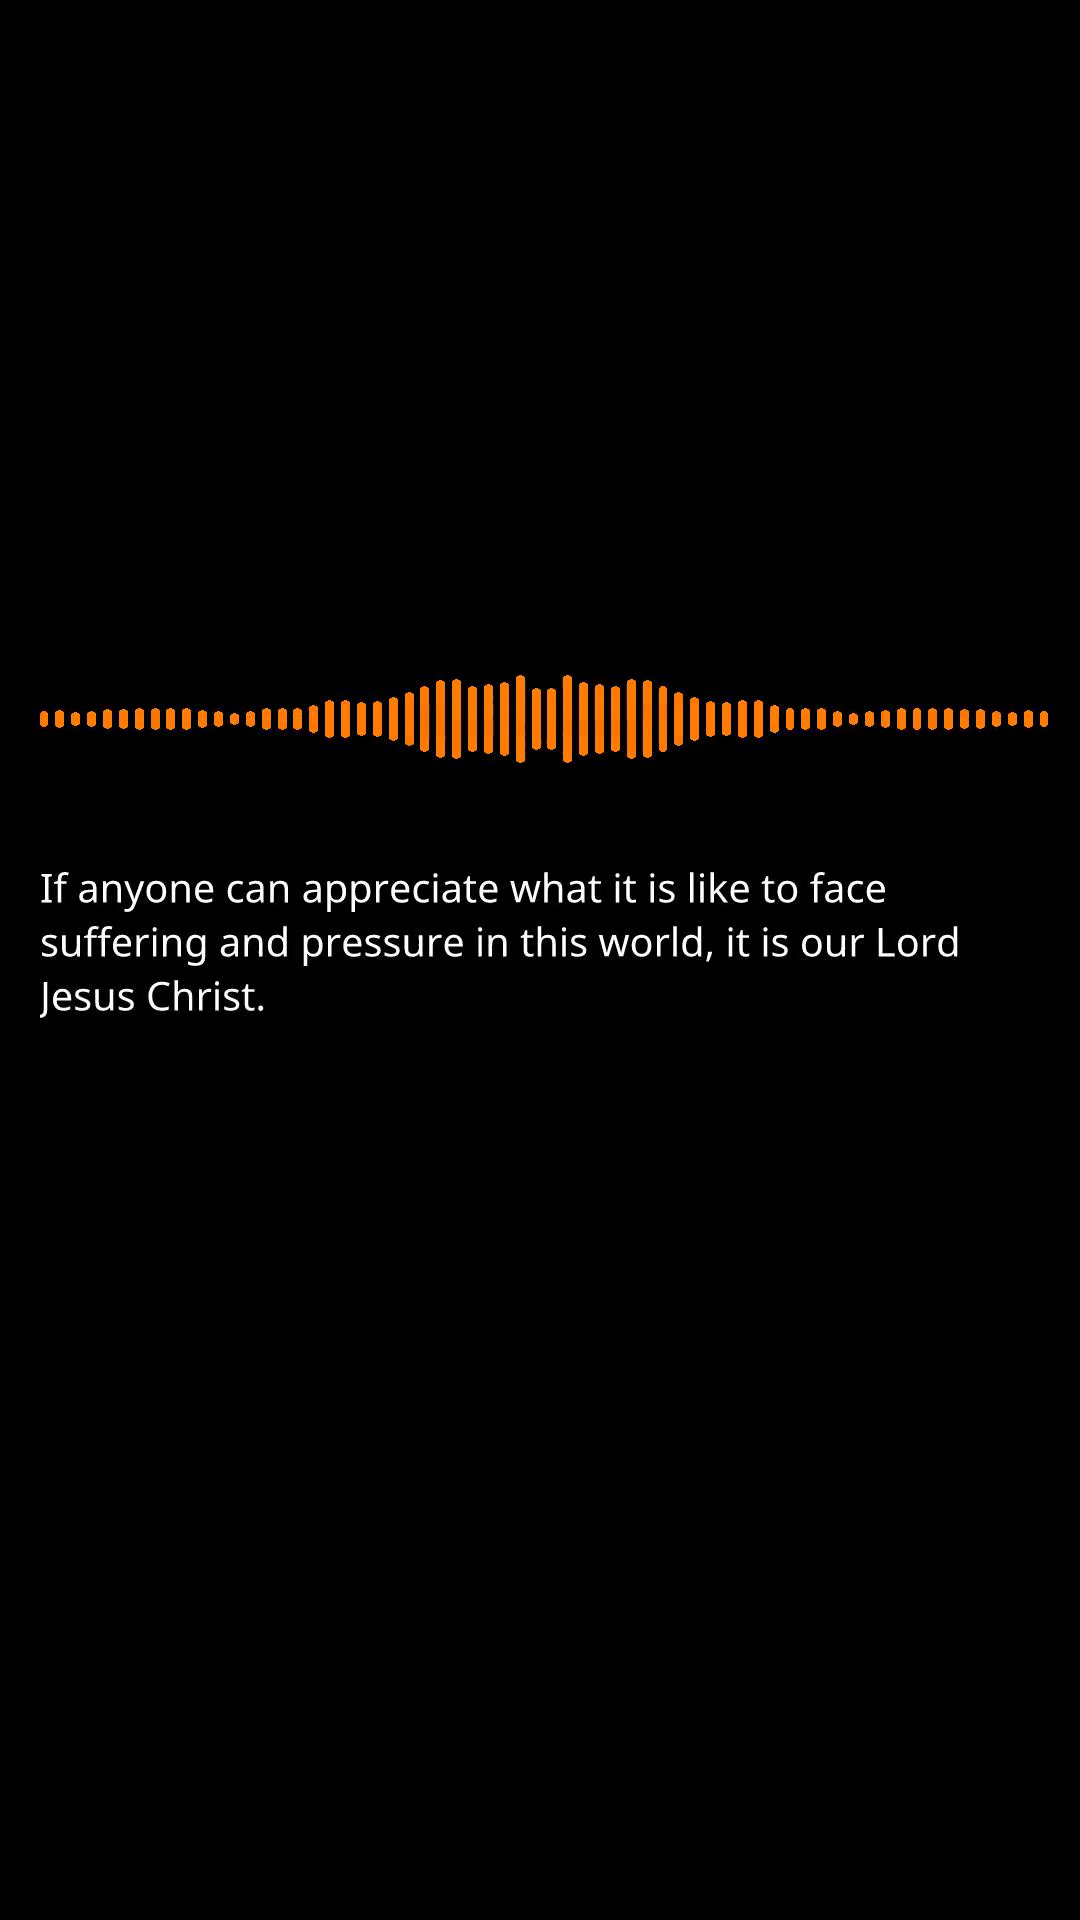 If anyone can appreciate what it is like to face
suffering and pressure in this world, it is our Lord
Jesus Christ.